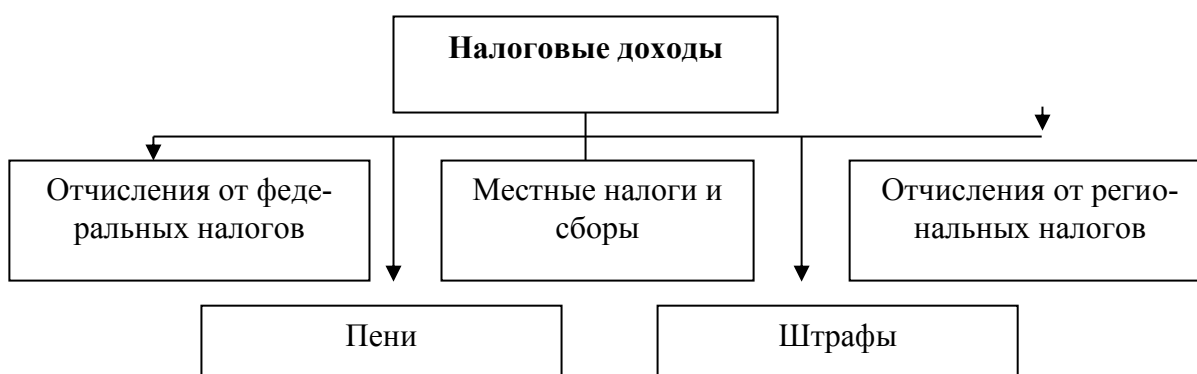 Налоговые доходы
Отчисления от феде-
ральных налогов
Местные налоги и
сборы
Отчисления от регио-
нальных налогов
Пени
Штрафы